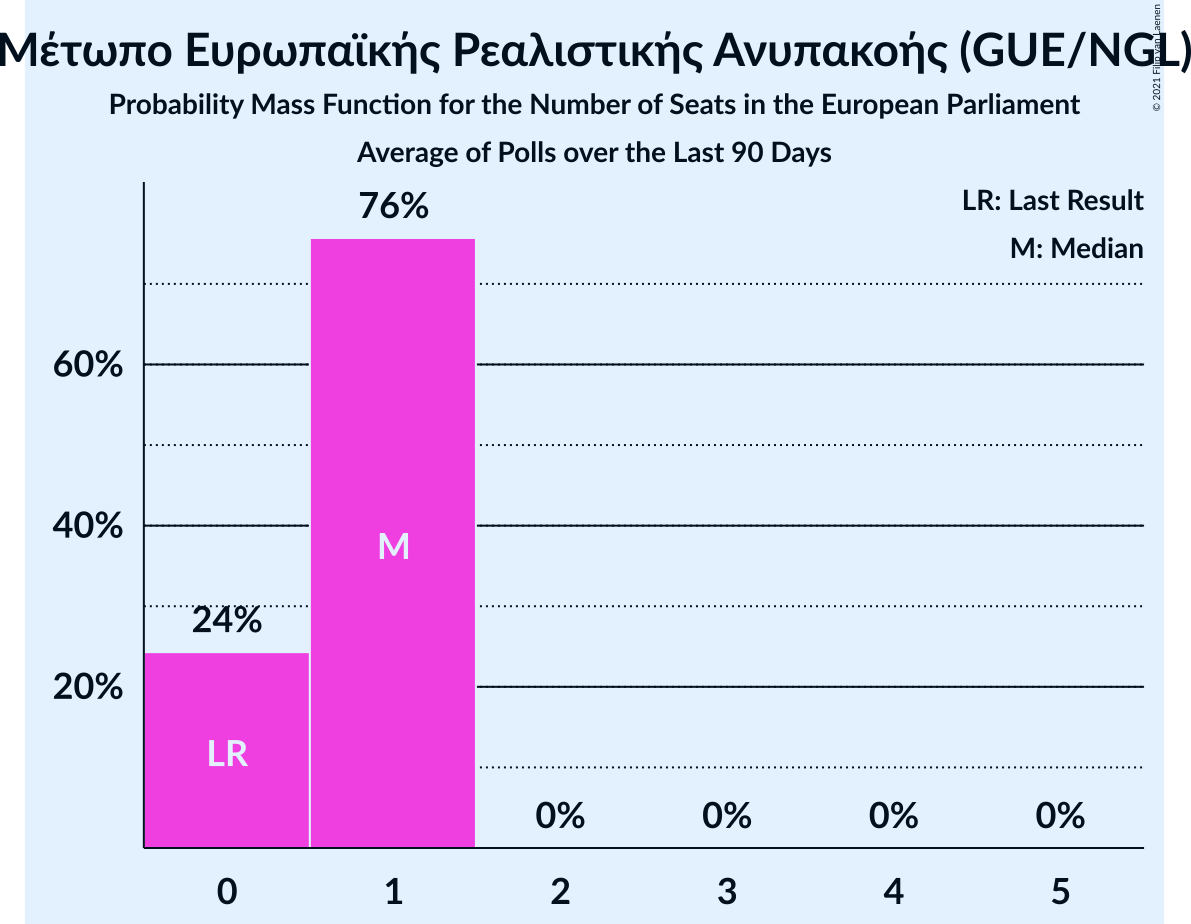 Μέτωπο Ευρωπαϊκής Ρεαλιστικής Ανυπακοής (GUE/NGL)
© 2021 Filip van Laenen
Probability Mass Function for the Number of Seats in the European Parliament
Average of Polls over the Last 90 Days
LR: Last Result
M: Median
76%
60%
40%
M
24%
20%
LR
0% 0% 0% 0%
0 1 2 3 4 5